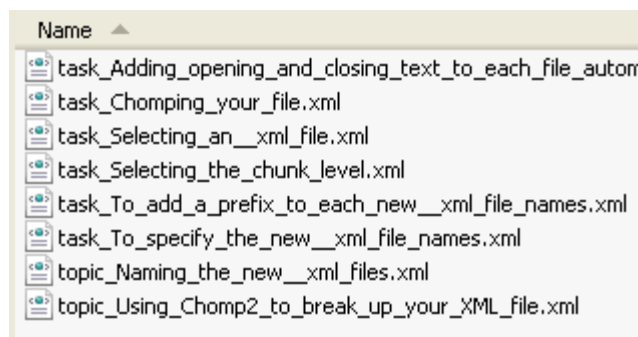 Name
task_Adding_opening_and_closing_text_to_each_file_autom
task_Chomping_your_file.xml
task_Selecting_an__xml_file.xml
task_Selecting_the_chunk_level.xml
task_To_add_a_prefix_to_each_new__xml_file_names.xml
task_To_specify_the_new__xml_file_names.xml
topic_Naming_the_new__xml_files.xml
topic_Using_Chomp2_to_break_up_your_XML_file.xml